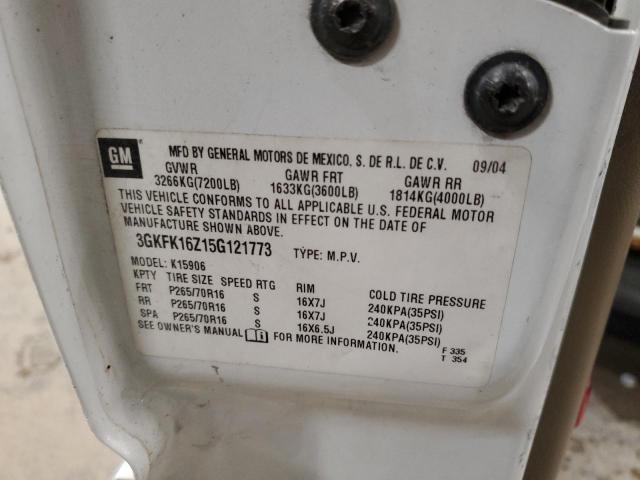 GM
MFD BY GENERAL MOTORS DE MEXICO. S. DE R.L. DE C.V. 09/04
GVWR GAWR FRT GAWR RR
3266KG(7200LB) 1633KG(3600LB) 1814KG(4000LB)
THIS VEHICLE CONFORMS TO ALL APPLICABLE U.S. FEDERAL MOTOR
VEHICLE SAFETY STANDARDS IN EFFECT ON THE DATE OF
MANUFACTURE SHOWN ABOVE.
3GKFK16Z15G121773 TYPE: M.P.V.
MODEL: K15906
KPTY TIRE SIZE SPEED RTG RIM COLD TIRE PRESSURE
FRT P265/70R16 S 16X7J 240KPA(35PSI)
RR P265/70R16 S 16X7J 240KPA(35PSI)
SPA P265/70R16 S 16X6.5J 240KPA(35PSI)
SEE OWNER'S MANUAL FOR MORE INFORMATION.
F 335
T 354